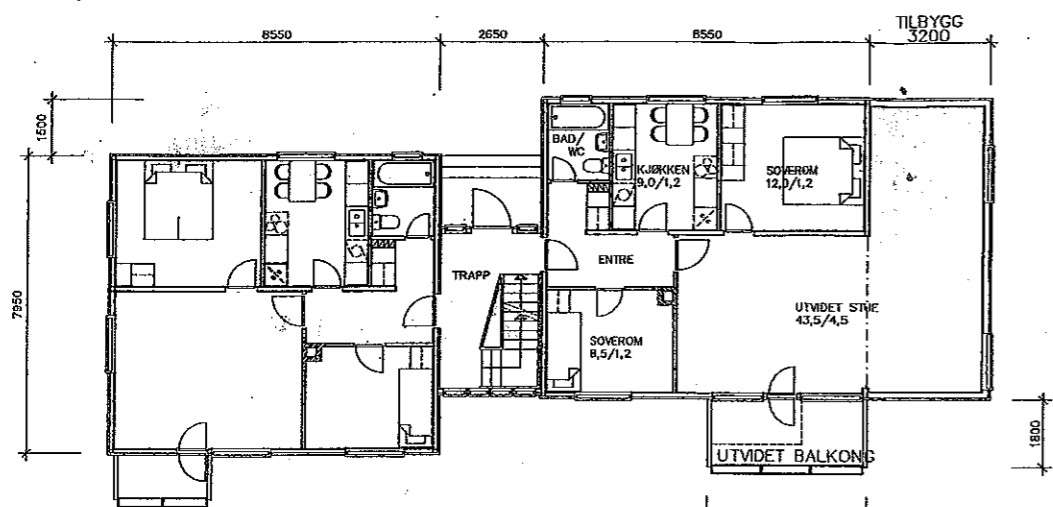 TILBYGG
8550 2650 8550 3200
1500
7950
BAD/
WC
KJØKKEN
9,0/1,2
SOVEROM
12,0/1,2
TRAPP
ENTRE
UTVIDET STUE
43,5/4,5
SOVEROM
8,5/1,2
1800
UTVIDET BALKONG